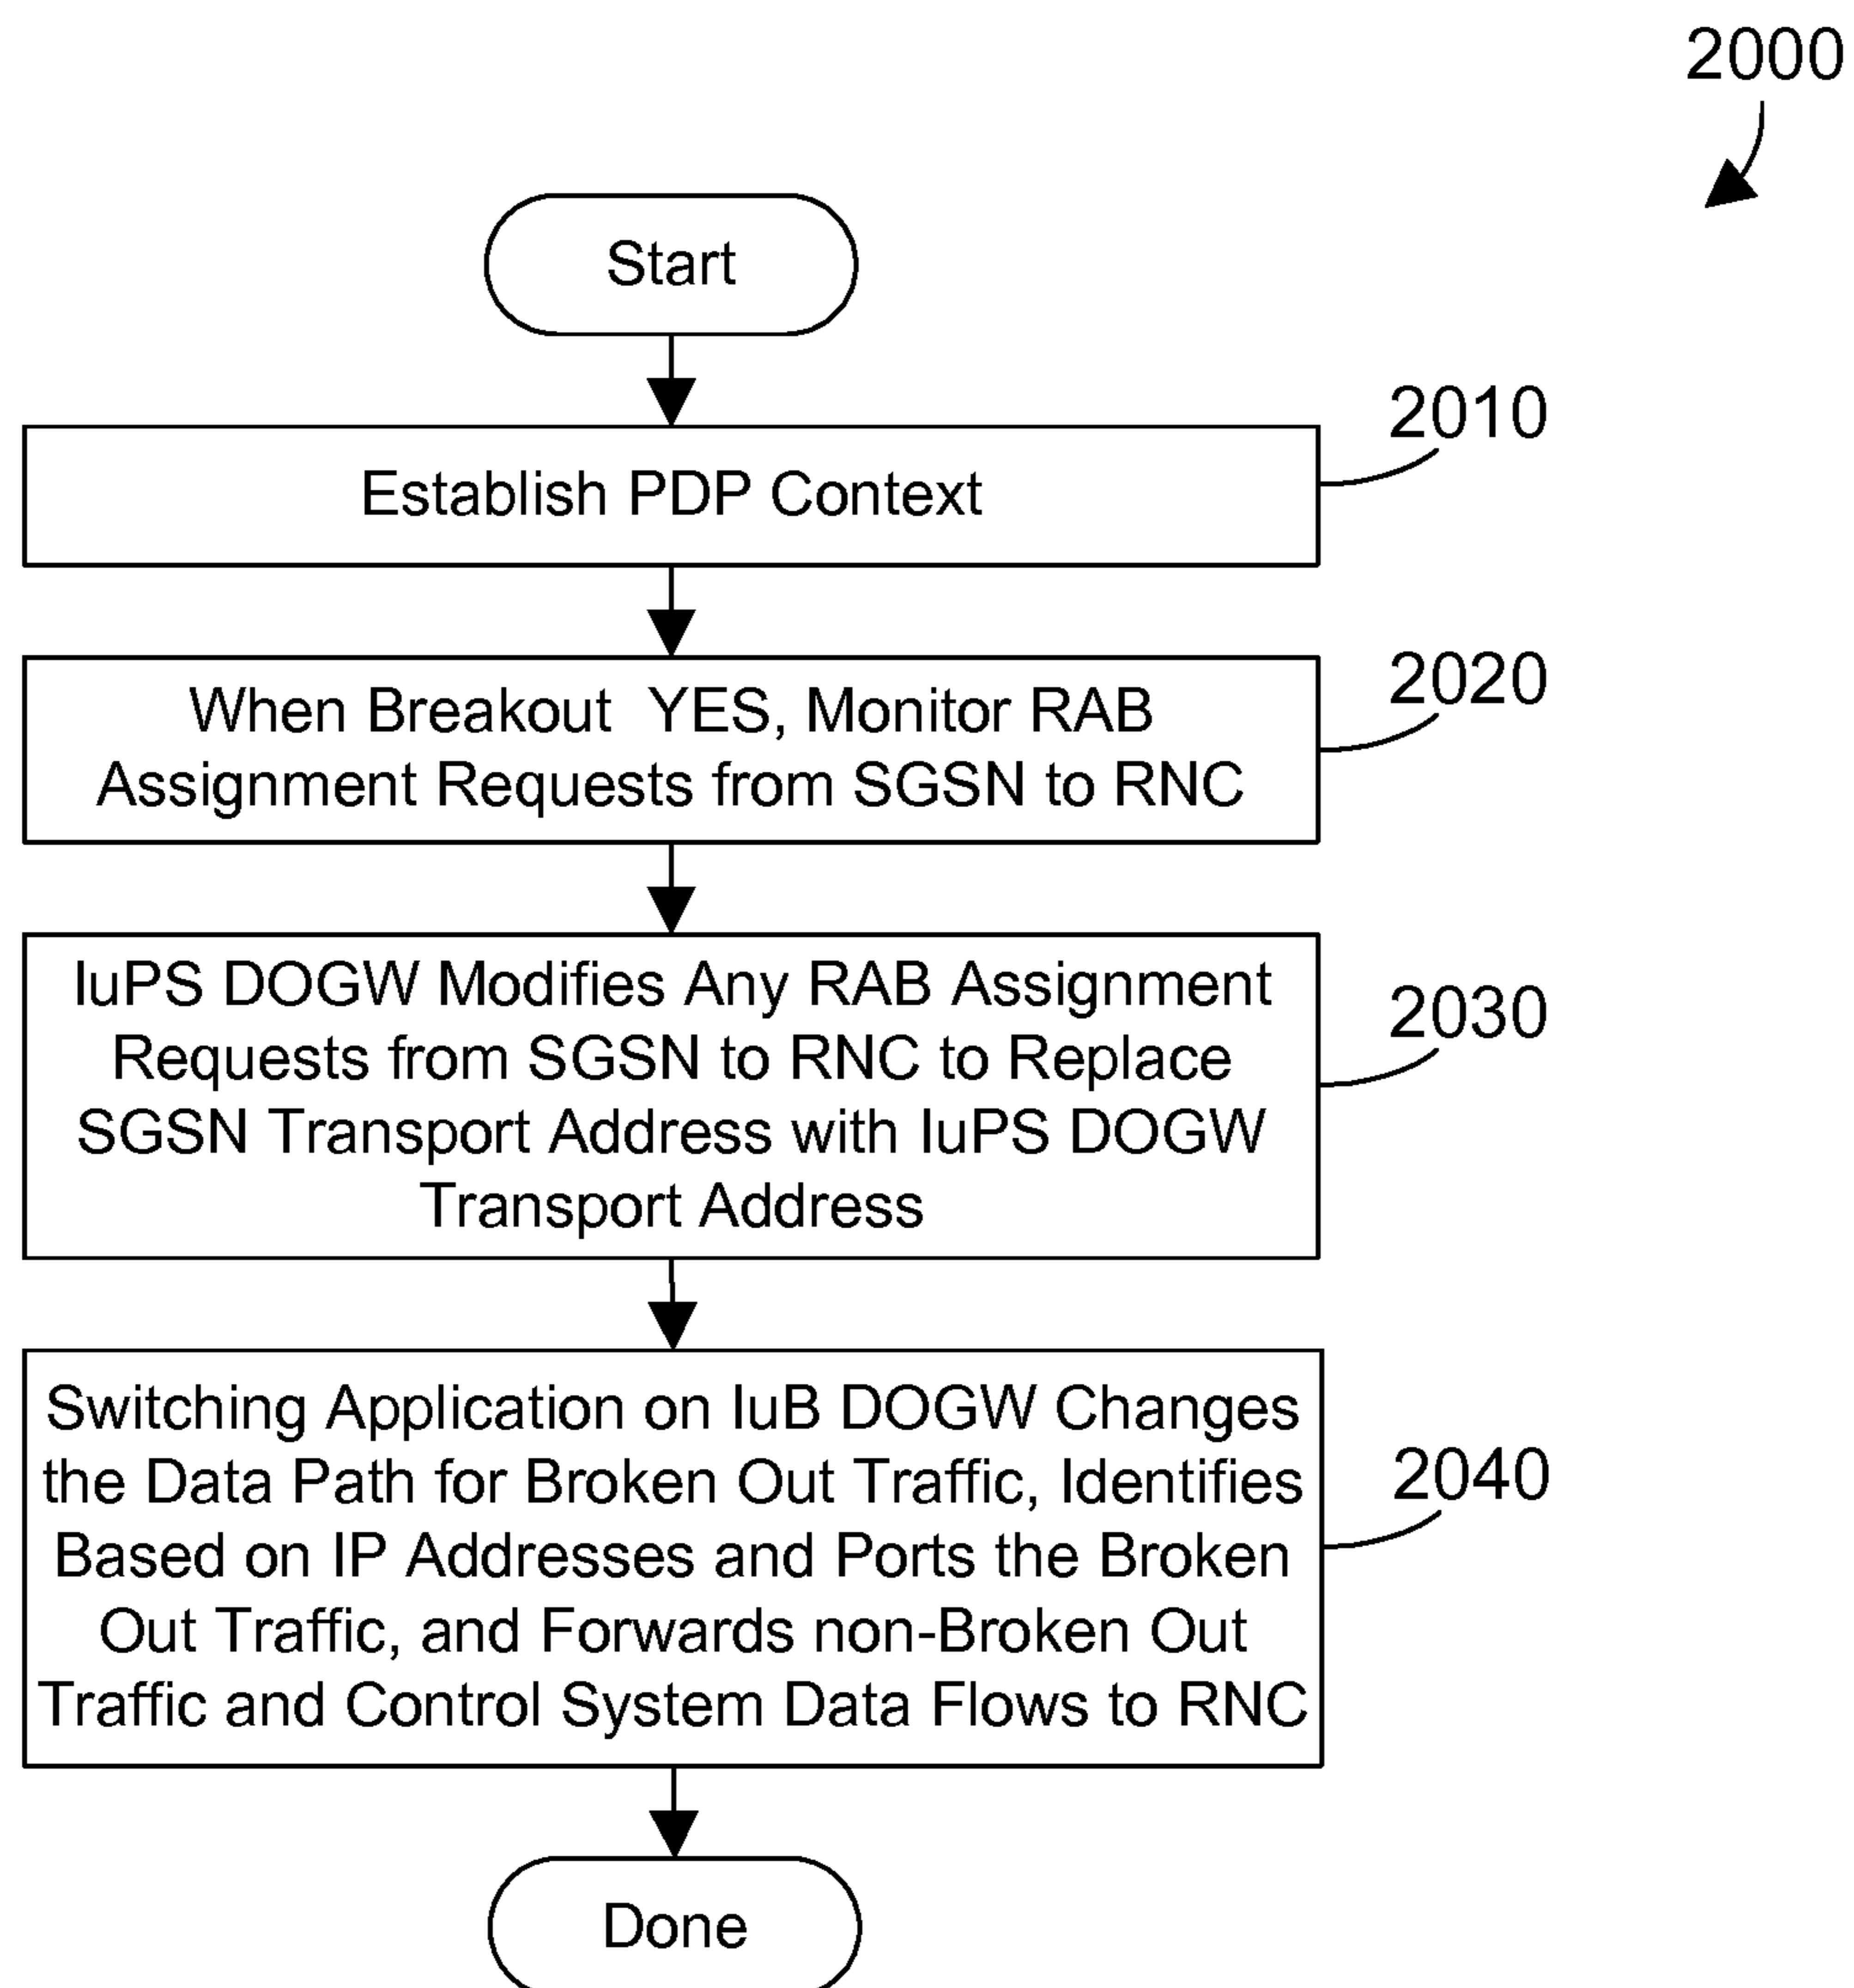 2000
Start
2010
Establish PDP Context
2020
When Breakout  YES, Monitor RAB
Assignment Requests from SGSN to RNC
2030
IuPS DOGW Modifies Any RAB Assignment
Requests from SGSN to RNC to Replace
SGSN Transport Address with IuPS DOGW
Transport Address
2040
Switching Application on IuB DOGW Changes
the Data Path for Broken Out Traffic, Identifies
Based on IP Addresses and Ports the Broken
Out Traffic, and Forwards non-Broken Out
Traffic and Control System Data Flows to RNC
Done